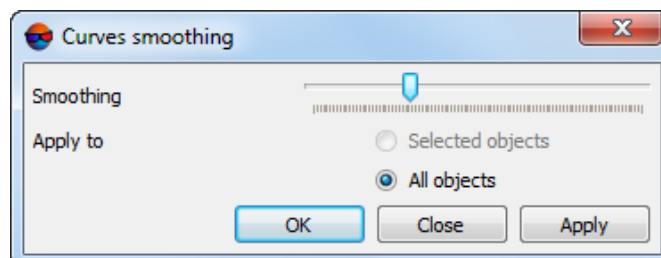 Curves smoothing
Smoothing
Apply to
Selected objects
All objects
OK Close Apply